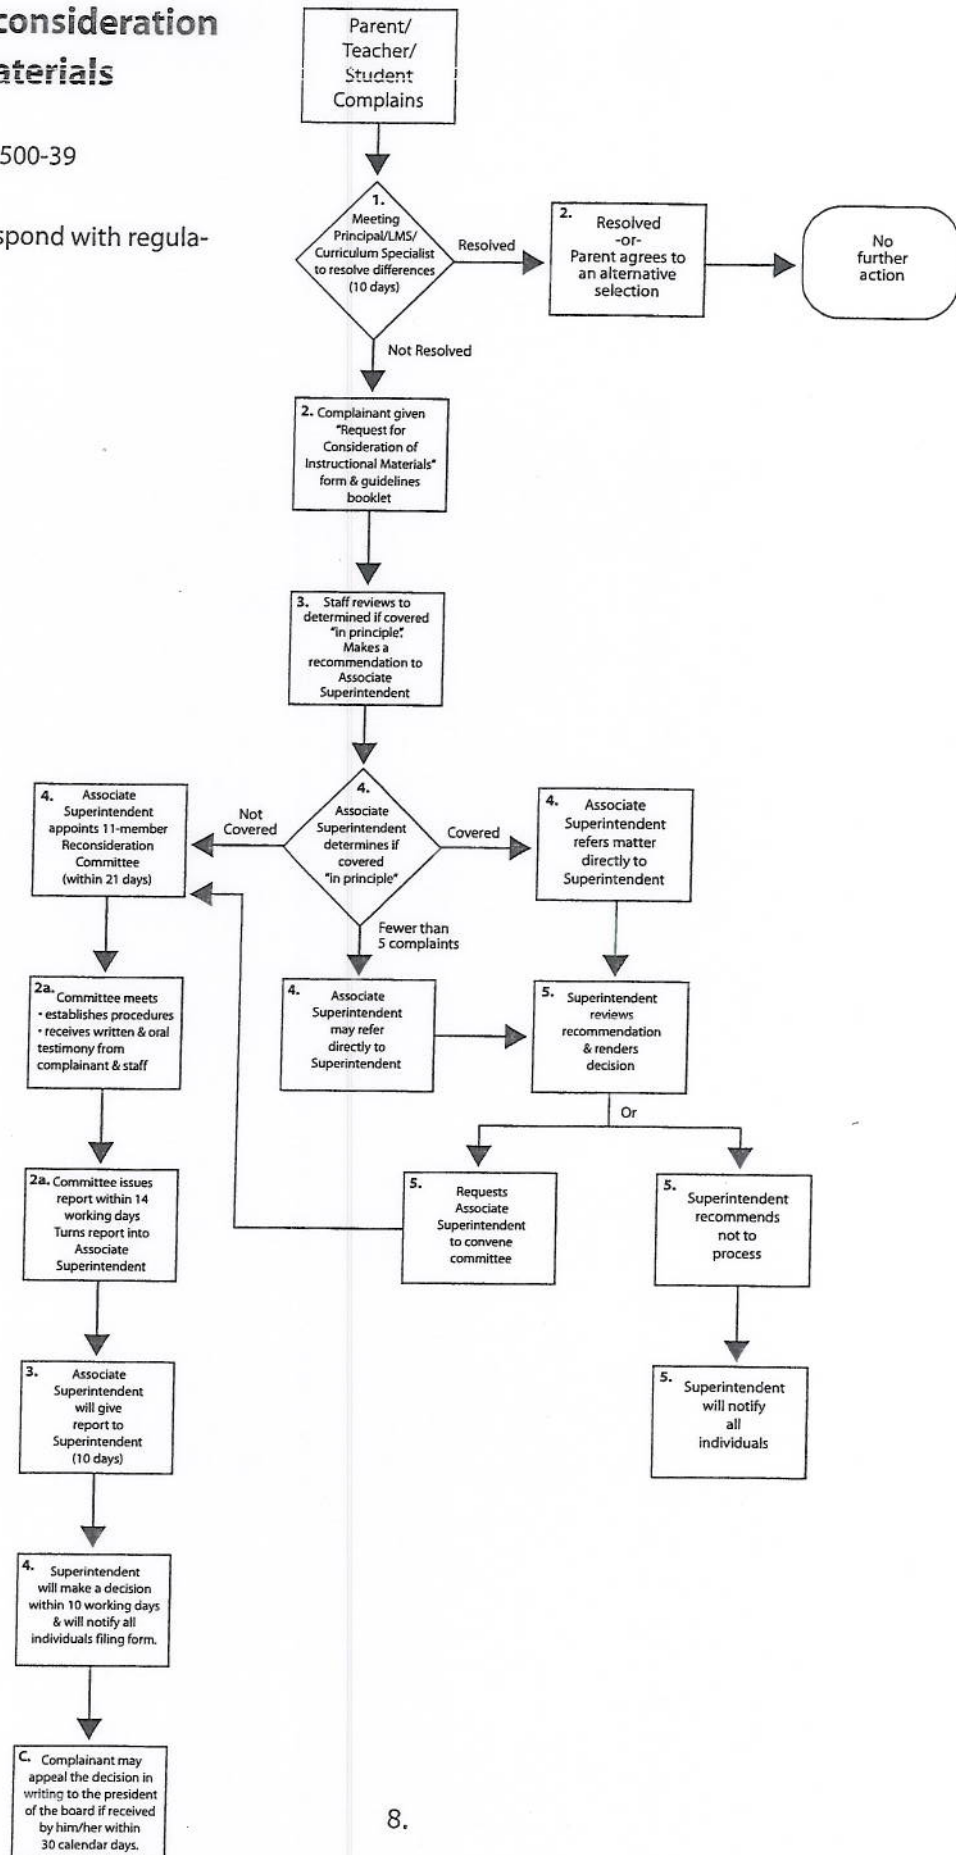 consideration
aterials
500-39
spond with regula-
Parent/
Teacher/
Student
Complains
1.
Meeting
Principal/LMS/
Curriculum Specialist
to resolve differences
(10 days)
Resolved
2.
Resolved
-or-
Parent agrees to
an alternative
selection
No
further
action
Not Resolved
2. Complainant given
"Request for
Consideration of
Instructional Materials"
form & guidelines
booklet
3. Staff reviews to
determined if covered
"in principle".
Makes a
recommendation to
Associate
Superintendent
4.
Associate
Superintendent
determines if
covered
"in principle"
Not
Covered
Covered
Fewer than
5 complaints
4. Associate
Superintendent
appoints 11-member
Reconsideration
Committee
(within 21 days)
4. Associate
Superintendent
refers matter
directly to
Superintendent
2a. Committee meets
• establishes procedures
• receives written & oral
testimony from
complainant & staff
4. Associate
Superintendent
may refer
directly to
Superintendent
5. Superintendent
reviews
recommendation
& renders
decision
Or
2a. Committee issues
report within 14
working days
Turns report into
Associate
Superintendent
5. Requests
Associate
Superintendent
to convene
committee
5.
Superintendent
recommends
not to
process
3. Associate
Superintendent
will give
report to
Superintendent
(10 days)
5. Superintendent
will notify
all
individuals
4. Superintendent
will make a decision
within 10 working days
& will notify all
individuals filing form.
C. Complainant may
appeal the decision in
writing to the president
of the board if received
by him/her within
30 calendar days.
8.